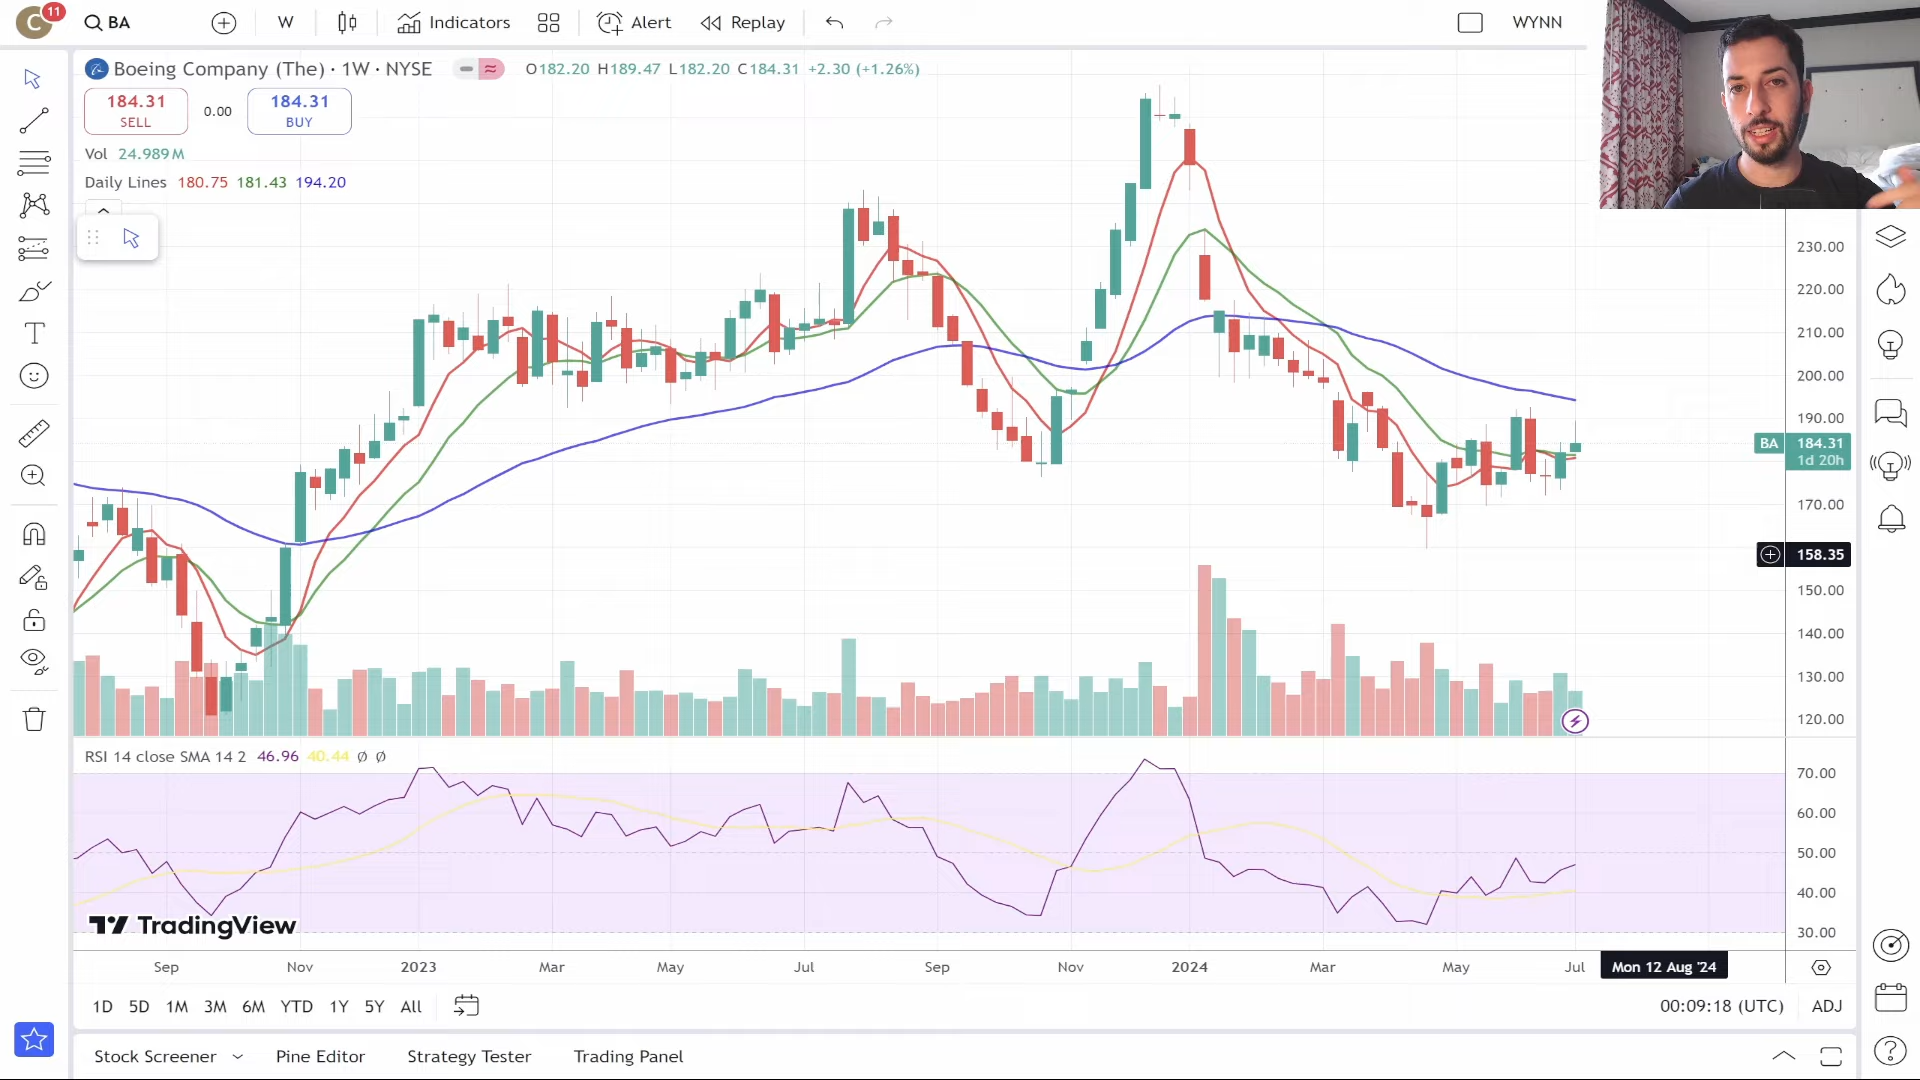 C
11
BA
W
Indicators
Alert
Replay
WYNN
Boeing Company (The) · 1W · NYSE
O182.20 H189.47 L182.20 C184.31 +2.30 (+1.26%)
184.31
SELL
0.00
184.31
BUY
Vol 24.989M
Daily Lines 180.75 181.43 194.20
230.00
220.00
210.00
200.00
190.00
BA 184.31
1d 20h
170.00
158.35
150.00
140.00
130.00
120.00
RSI 14 close SMA 14 2 46.96 40.44 Ø Ø
70.00
60.00
50.00
40.00
30.00
TradingView
Sep Nov 2023 Mar May Jul Sep Nov 2024 Mar May Jul Mon 12 Aug '24
1D 5D 1M 3M 6M YTD 1Y 5Y All
00:09:18 (UTC) ADJ
Stock Screener Pine Editor Strategy Tester Trading Panel